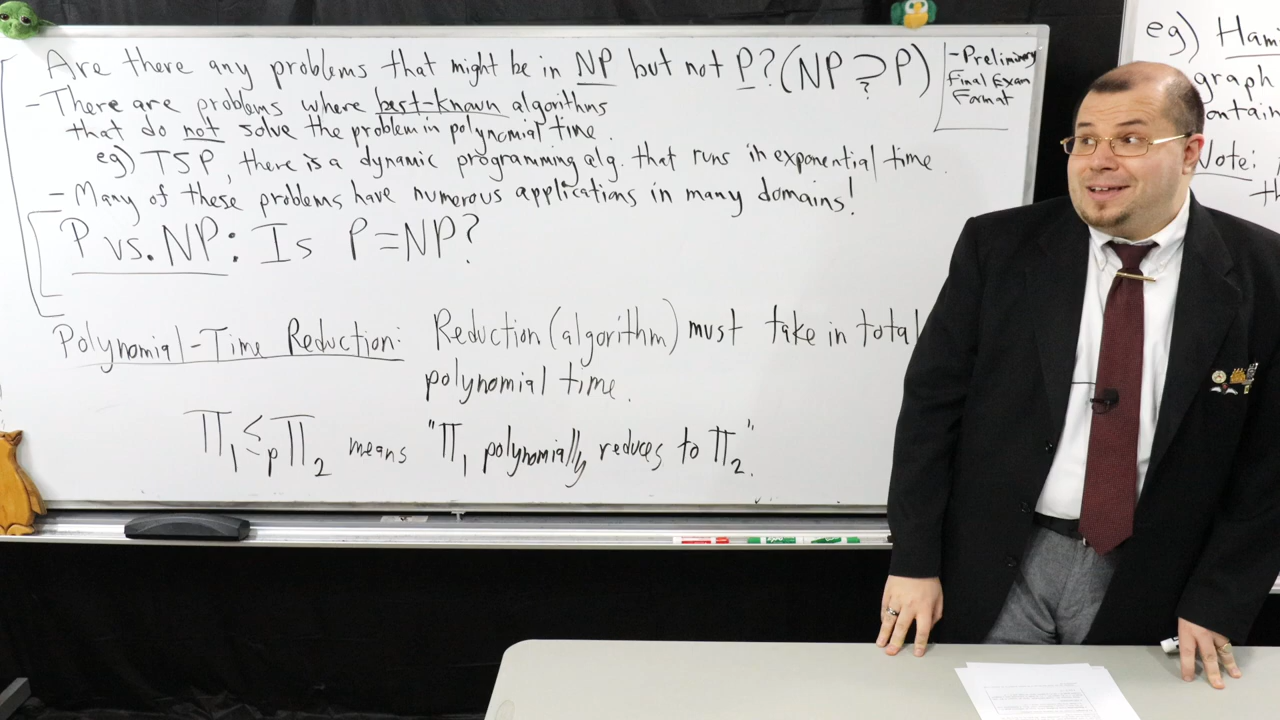 Are there any problems that might be in NP but not P? (NP ? P)
- There are problems where best-known algorithms
that do not solve the problem in polynomial time.
eg) TSP, there is a dynamic programming alg. that runs in exponential time.
- Many of these problems have numerous applications in many domains!
P vs. NP: Is P=NP?
Polynomial-Time Reduction: Reduction (algorithm) must take in total
polynomial time.
Π₁ ≤ₚ Π₂ means "Π₁ polynomially reduces to Π₂".
- Preliminary
Final Exam
Format
eg) Ham
graph
ontain
Note:
th